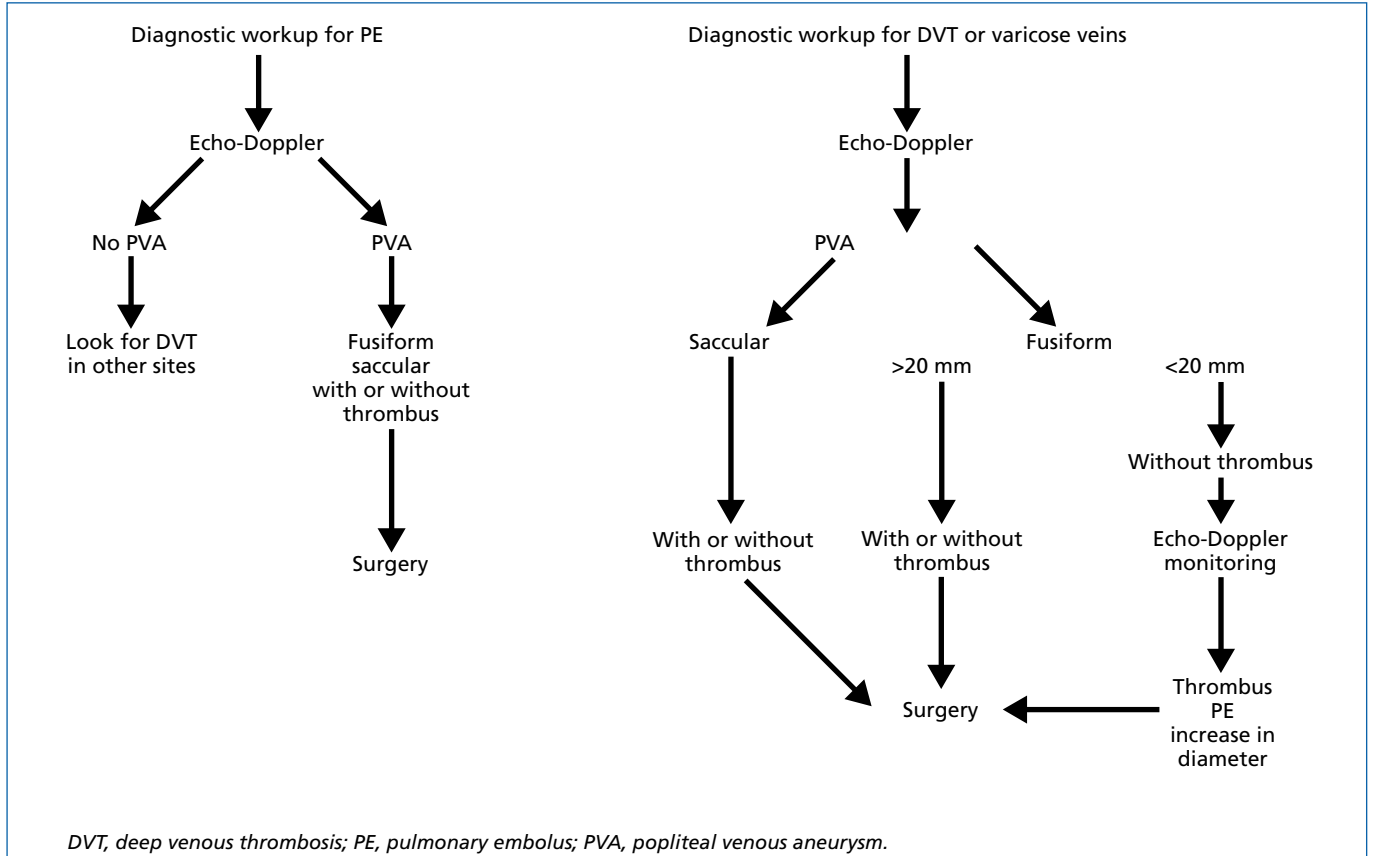 Diagnostic workup for PE
Echo-Doppler
No PVA
PVA
Look for DVT
in other sites
Fusiform
saccular
with or without
thrombus
Surgery
Diagnostic workup for DVT or varicose veins
Echo-Doppler
PVA
Saccular
Fusiform
>20 mm
<20 mm
Without thrombus
With or without
thrombus
With or without
thrombus
Echo-Doppler
monitoring
Surgery
Thrombus
PE
increase in
diameter
DVT, deep venous thrombosis; PE, pulmonary embolus; PVA, popliteal venous aneurysm.